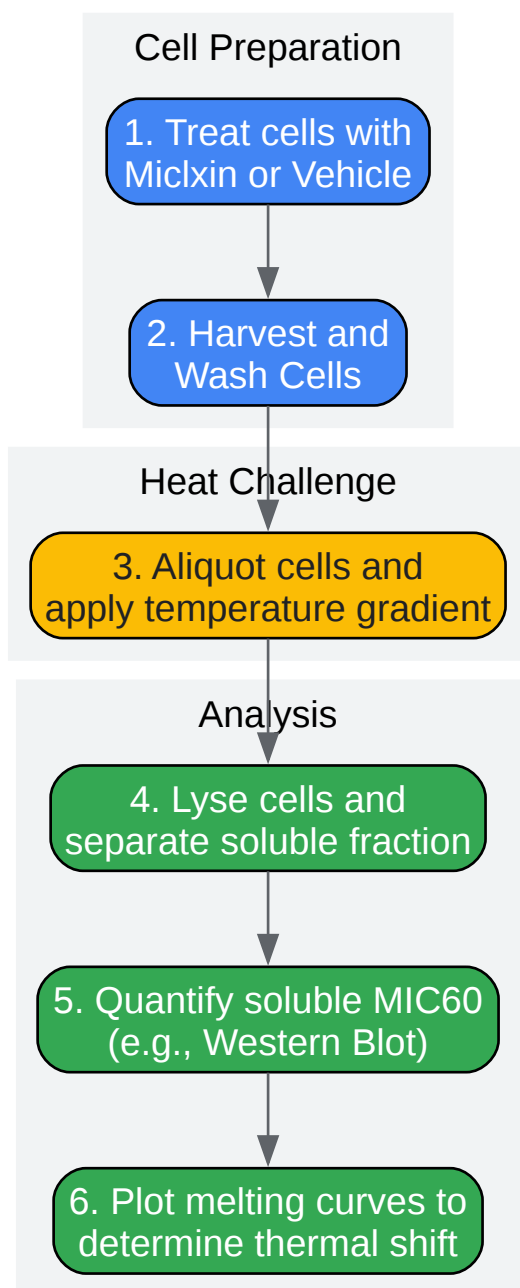 Cell Preparation
1. Treat cells with
Miclxin or Vehicle
2. Harvest and
Wash Cells
Heat Challenge
3. Aliquot cells and
apply temperature gradient
Analysis
4. Lyse cells and
separate soluble fraction
5. Quantify soluble MIC60
(e.g., Western Blot)
6. Plot melting curves to
determine thermal shift